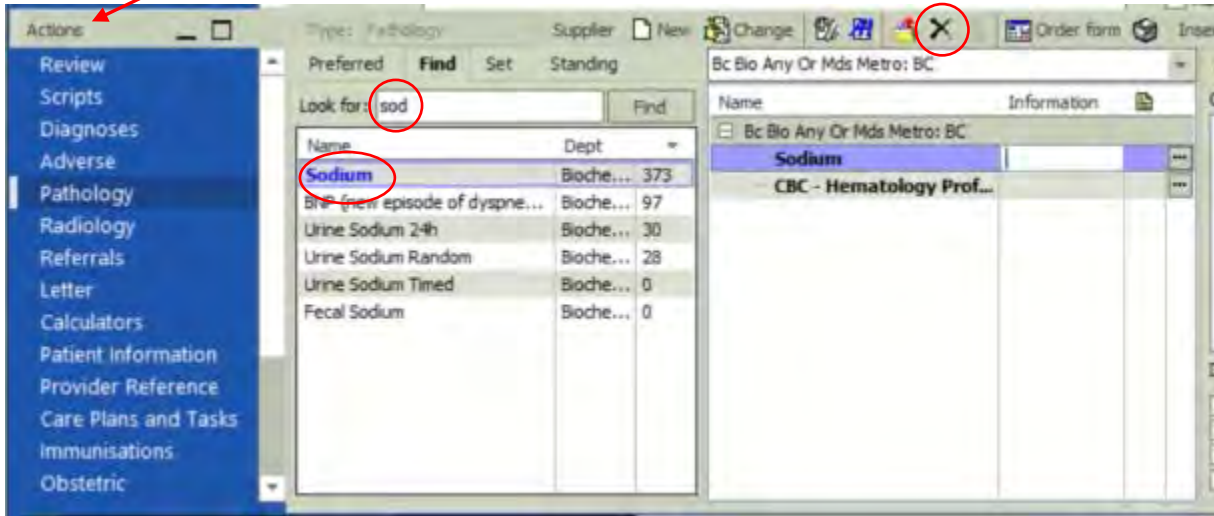 Actions
Review
Scripts
Diagnoses
Adverse
Pathology
Radiology
Referrals
Letter
Calculators
Patient Information
Provider Reference
Care Plans and Tasks
Immunisations
Obstetric
Type: Pathology Supplier New Change Order form Inser
Preferred Find Set Standing
Look for: sod Find
Name Dept
Sodium Bioche... 373
BNP (new episode of dyspne... Bioche... 97
Urine Sodium 24h Bioche... 30
Urine Sodium Random Bioche... 28
Urine Sodium Timed Bioche... 0
Fecal Sodium Bioche... 0
Bc Bio Any Or Mds Metro: BC
Name Information
Bc Bio Any Or Mds Metro: BC
Sodium
CBC - Hematology Prof...